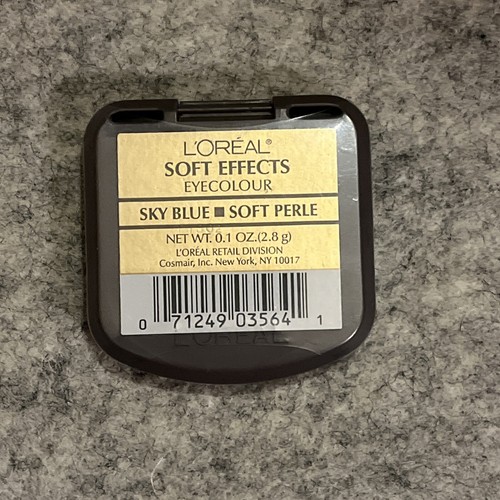 L'ORÉAL®
SOFT EFFECTS
EYECOLOUR
SKY BLUE ■ SOFT PERLE
NET WT. 0.1 OZ.(2.8 g)
L'ORÉAL RETAIL DIVISION
Cosmair, Inc. New York, NY 10017
0 71249 03564 1
L'ORÉAL